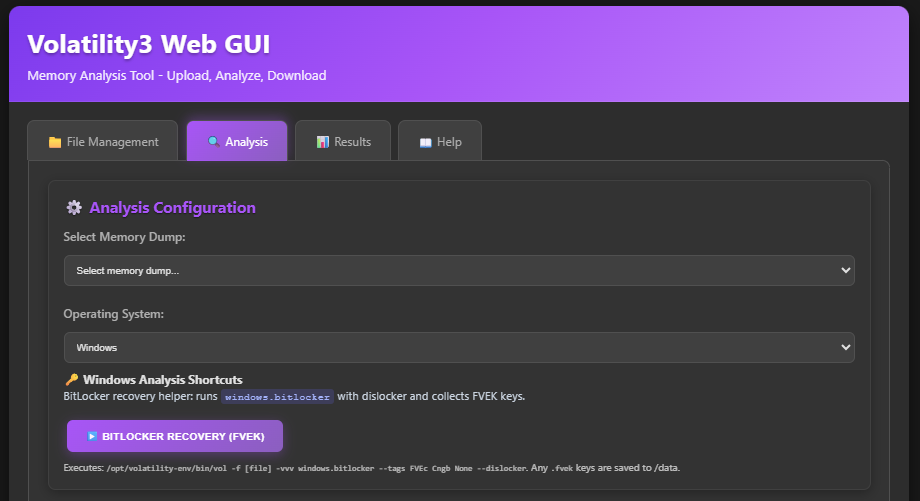 Volatility3 Web GUI
Memory Analysis Tool - Upload, Analyze, Download
File Management
Analysis
Results
Help
Analysis Configuration
Select Memory Dump:
Select memory dump...
Operating System:
Windows
Windows Analysis Shortcuts
BitLocker recovery helper: runs windows.bitlocker with dislocker and collects FVEK keys.
BITLOCKER RECOVERY (FVEK)
Executes: /opt/volatility-env/bin/vol -f [file] -vvv windows.bitlocker --tags FVEc Cngb None --dislocker. Any .fvek keys are saved to /data.